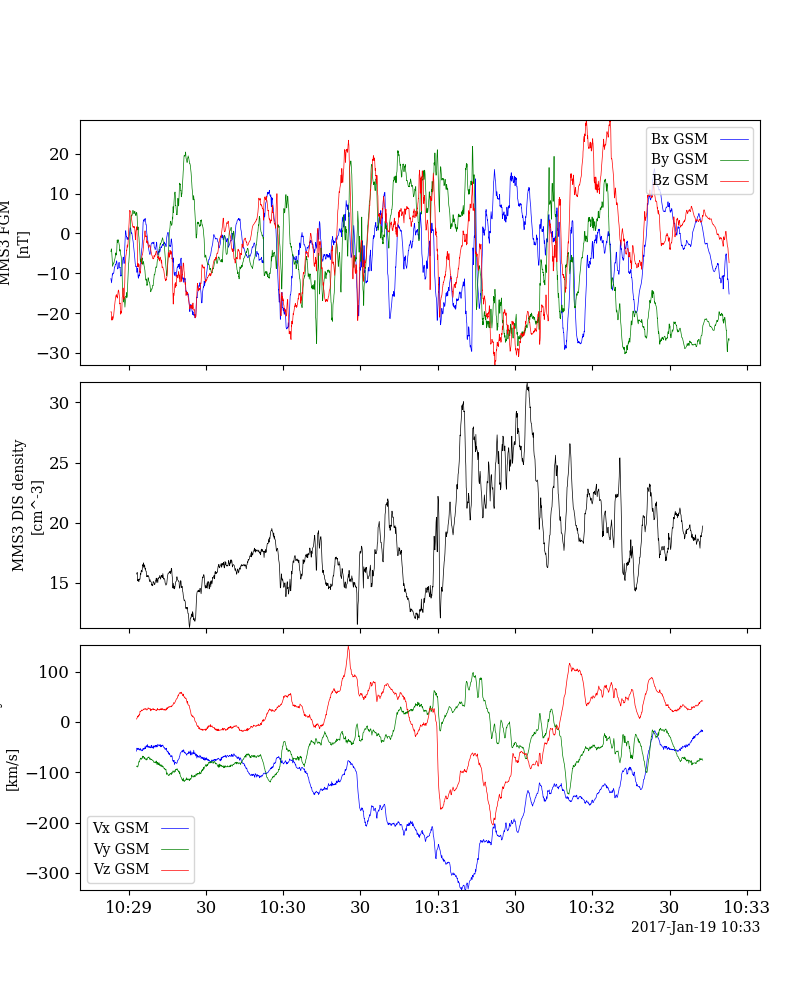 MMS3 FGM
[nT]
20
10
0
−10
−20
−30
Bx GSM
By GSM
Bz GSM
MMS3 DIS density
[cm^-3]
30
25
20
15
[km/s]
100
0
−100
−200
−300
Vx GSM
Vy GSM
Vz GSM
10:29 30 10:30 30 10:31 30 10:32 30 10:33
2017-Jan-19 10:33